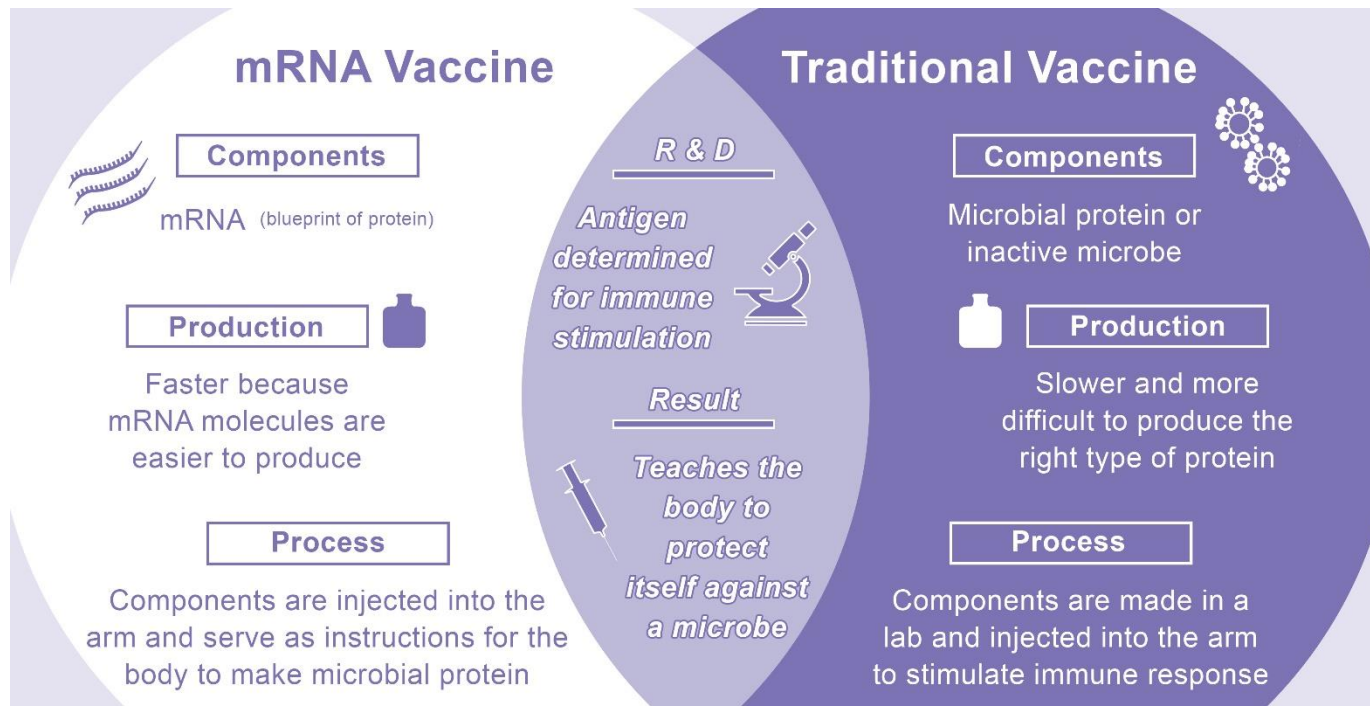 mRNA Vaccine
Components
mRNA (blueprint of protein)
Production
Faster because
mRNA molecules are
easier to produce
Process
Components are injected into the
arm and serve as instructions for the
body to make microbial protein
R & D
Antigen
determined
for immune
stimulation
Result
Teaches the
body to
protect
itself against
a microbe
Traditional Vaccine
Components
Microbial protein or
inactive microbe
Production
Slower and more
difficult to produce the
right type of protein
Process
Components are made in a
lab and injected into the arm
to stimulate immune response